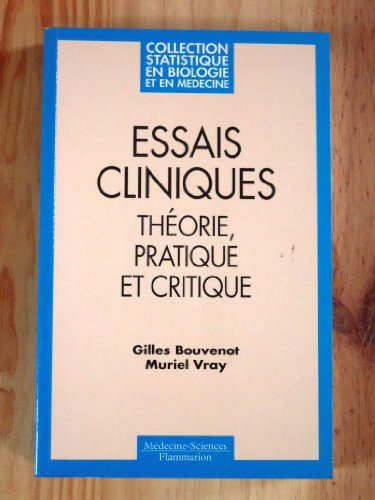 COLLECTION
STATISTIQUE
EN BIOLOGIE
ET EN MEDECINE
ESSAIS
CLINIQUES
THÉORIE,
PRATIQUE
ET CRITIQUE
Gilles Bouvenot
Muriel Vray
Médecine-Sciences
Flammarion